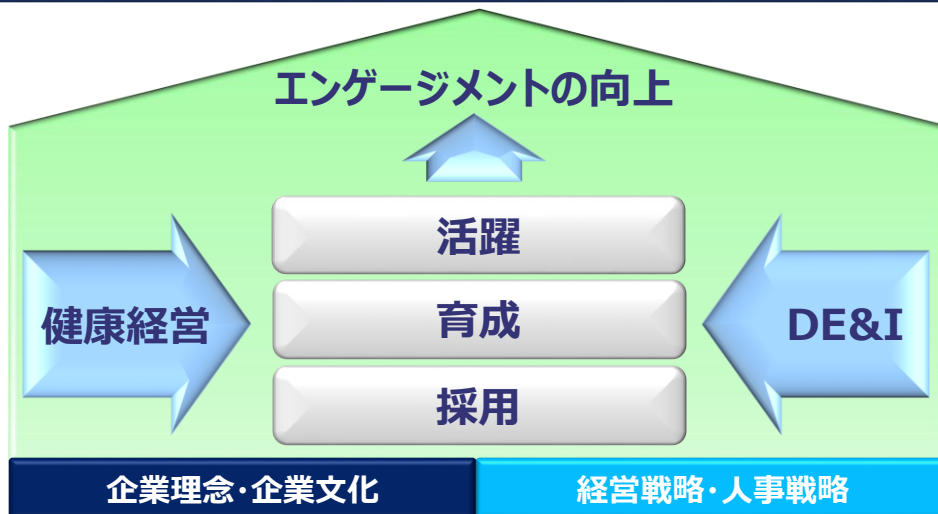 エンゲージメントの向上
活躍
健康経営
育成
DE&I
採用
企業理念･企業文化
経営戦略･人事戦略